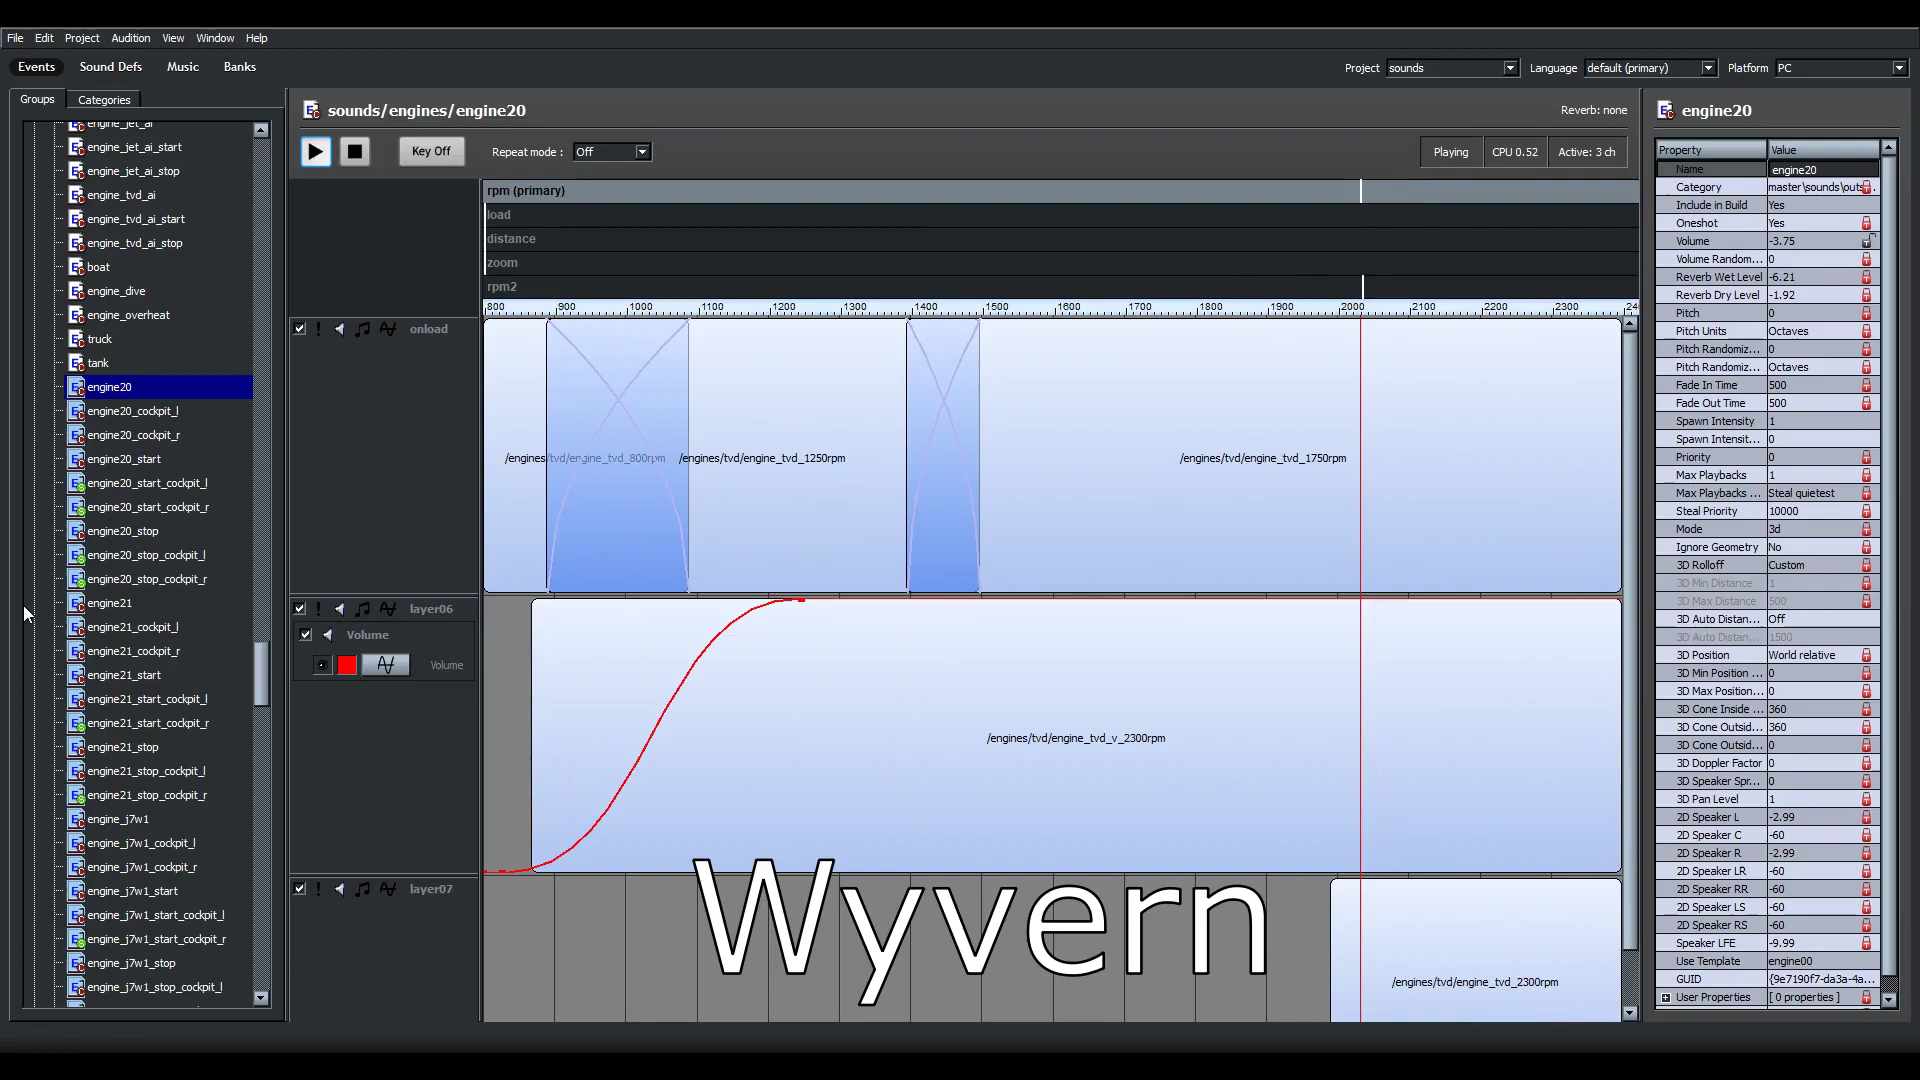 File Edit Project Audition View Window Help
Events Sound Defs Music Banks
Project sounds Language default (primary) Platform PC
Groups Categories
engine_jet_ai
engine_jet_ai_start
engine_jet_ai_stop
engine_tvd_ai
engine_tvd_ai_start
engine_tvd_ai_stop
boat
engine_dive
engine_overheat
truck
tank
engine20
engine20_cockpit_l
engine20_cockpit_r
engine20_start
engine20_start_cockpit_l
engine20_start_cockpit_r
engine20_stop
engine20_stop_cockpit_l
engine20_stop_cockpit_r
engine21
engine21_cockpit_l
engine21_cockpit_r
engine21_start
engine21_start_cockpit_l
engine21_start_cockpit_r
engine21_stop
engine21_stop_cockpit_l
engine21_stop_cockpit_r
engine_j7w1
engine_j7w1_cockpit_l
engine_j7w1_cockpit_r
engine_j7w1_start
engine_j7w1_start_cockpit_l
engine_j7w1_start_cockpit_r
engine_j7w1_stop
engine_j7w1_stop_cockpit_l
sounds/engines/engine20 Reverb: none
Key Off Repeat mode : Off Playing CPU 0.52 Active: 3 ch
rpm (primary)
load
distance
zoom
rpm2
800 900 1000 1100 1200 1300 1400 1500 1600 1700 1800 1900 2000 2100 2200 2300
onload
/engines/tvd/engine_tvd_800rpm /engines/tvd/engine_tvd_1250rpm /engines/tvd/engine_tvd_1750rpm
layer06
Volume
Volume
/engines/tvd/engine_tvd_v_2300rpm
layer07
Wyvern
/engines/tvd/engine_tvd_2300rpm
engine20
Property Value
Name engine20
Category master\sounds\outs...
Include in Build Yes
Oneshot Yes
Volume -3.75
Volume Random... 0
Reverb Wet Level -6.21
Reverb Dry Level -1.92
Pitch 0
Pitch Units Octaves
Pitch Randomiz... 0
Pitch Randomiz... Octaves
Fade In Time 500
Fade Out Time 500
Spawn Intensity 1
Spawn Intensit... 0
Priority 0
Max Playbacks 1
Max Playbacks ... Steal quietest
Steal Priority 10000
Mode 3d
Ignore Geometry No
3D Rolloff Custom
3D Min Distance 1
3D Max Distance 500
3D Auto Distan... Off
3D Auto Distan... 1500
3D Position World relative
3D Min Position ... 0
3D Max Position... 0
3D Cone Inside ... 360
3D Cone Outsid... 360
3D Cone Outsid... 0
3D Doppler Factor 0
3D Speaker Spr... 0
3D Pan Level 1
2D Speaker L -2.99
2D Speaker C -60
2D Speaker R -2.99
2D Speaker LR -60
2D Speaker RR -60
2D Speaker LS -60
2D Speaker RS -60
Speaker LFE -9.99
Use Template engine00
GUID {9e7190f7-da3a-4a...
User Properties [ 0 properties ]